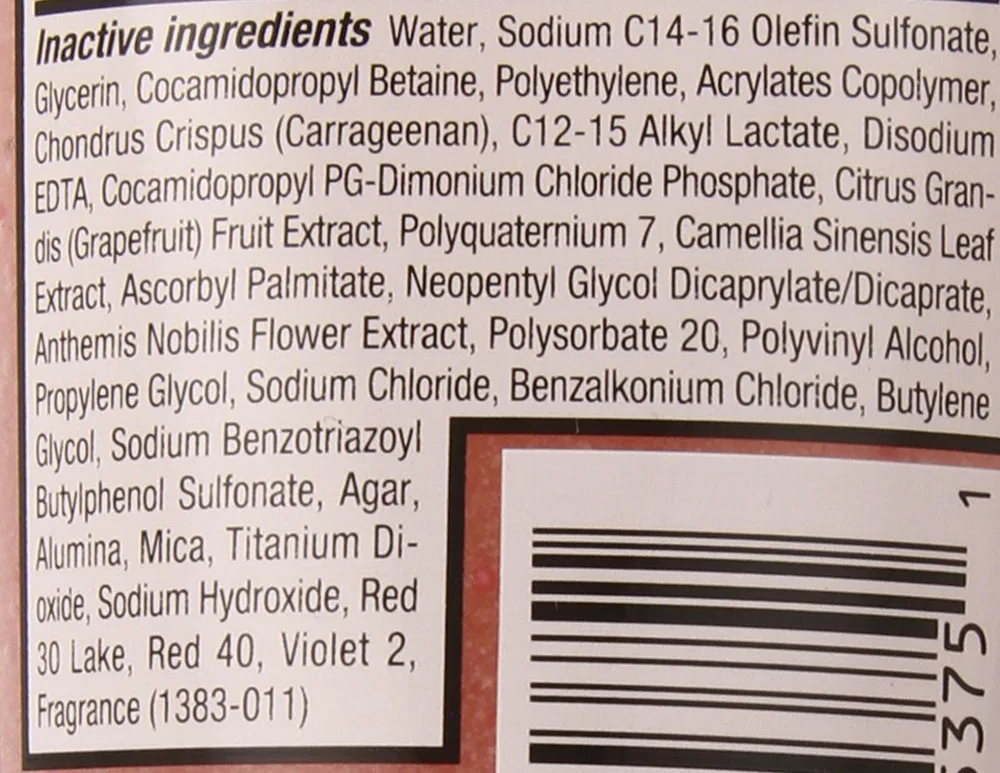 Inactive ingredients Water, Sodium C14-16 Olefin Sulfonate,
Glycerin, Cocamidopropyl Betaine, Polyethylene, Acrylates Copolymer,
Chondrus Crispus (Carrageenan), C12-15 Alkyl Lactate, Disodium
EDTA, Cocamidopropyl PG-Dimonium Chloride Phosphate, Citrus Gran-
dis (Grapefruit) Fruit Extract, Polyquaternium 7, Camellia Sinensis Leaf
Extract, Ascorbyl Palmitate, Neopentyl Glycol Dicaprylate/Dicaprate,
Anthemis Nobilis Flower Extract, Polysorbate 20, Polyvinyl Alcohol,
Propylene Glycol, Sodium Chloride, Benzalkonium Chloride, Butylene
Glycol, Sodium Benzotriazoyl
Butylphenol Sulfonate, Agar,
Alumina, Mica, Titanium Di-
oxide, Sodium Hydroxide, Red
30 Lake, Red 40, Violet 2,
Fragrance (1383-011)
1
375